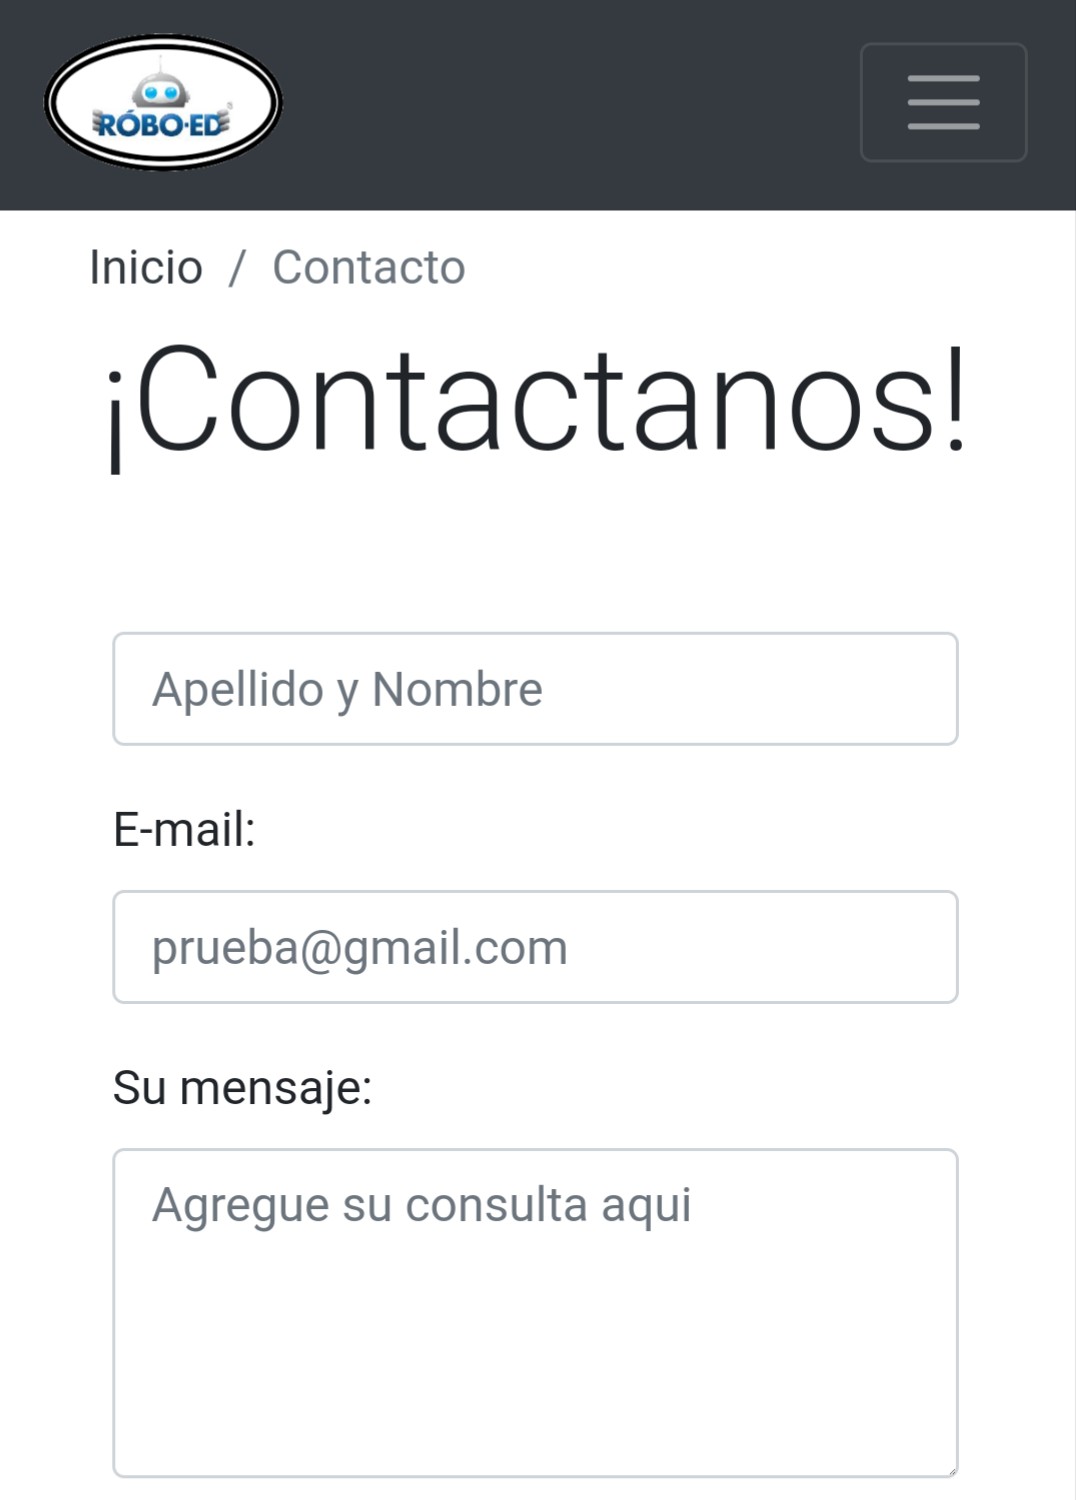 RÓBO·ED
Inicio / Contacto
¡Contactanos!
Apellido y Nombre
E-mail:
prueba@gmail.com
Su mensaje:
Agregue su consulta aqui